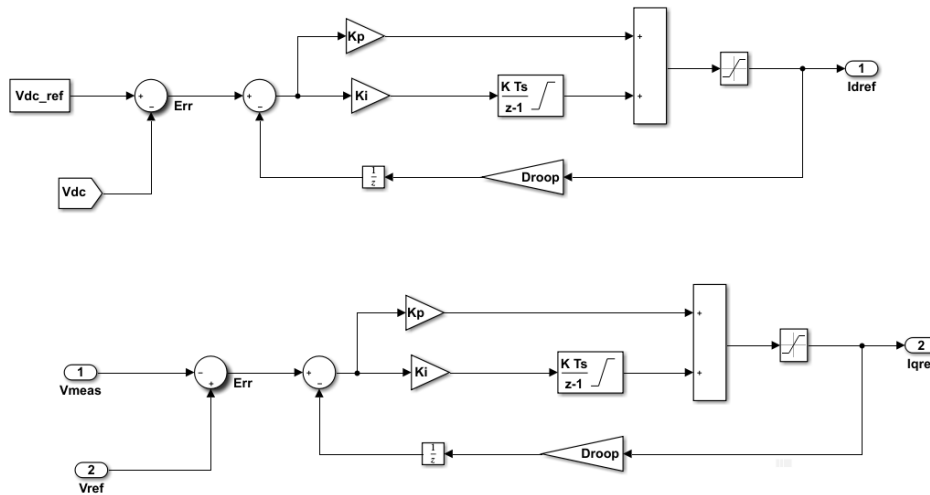 Kp
+
1
Idref
Vdc_ref
+
−
Err
+
−
Ki
K Ts
z-1
+
1
z
Droop
Vdc
Kp
+
1
Vmeas
−
+
Err
+
−
Ki
K Ts
z-1
+
2
Iqre
1
z
Droop
2
Vref